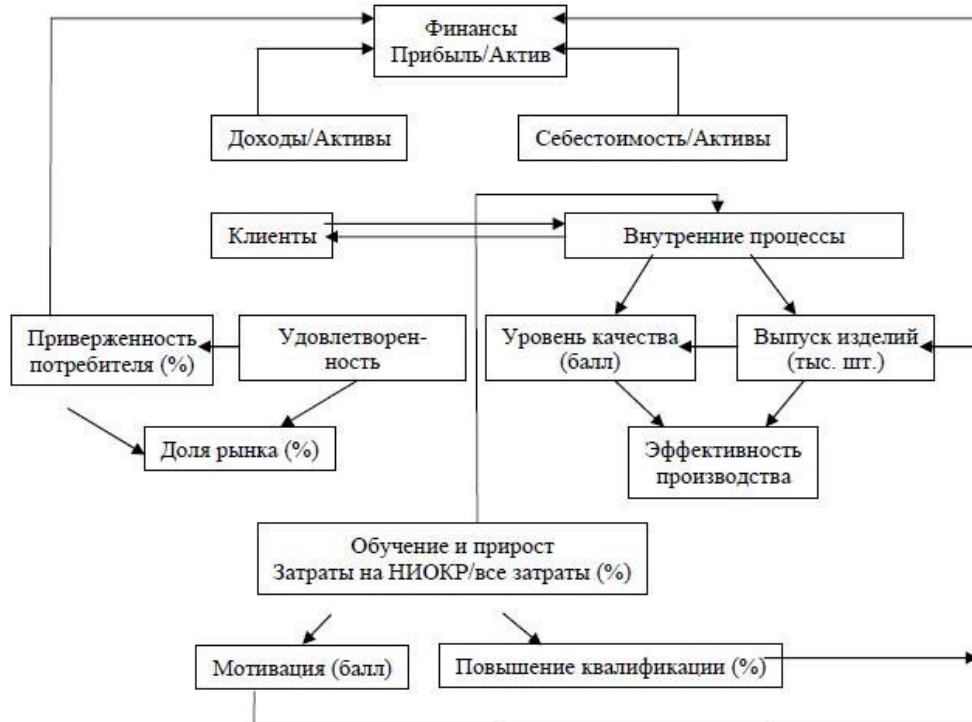 Финансы
Прибыль/Актив
Доходы/Активы
Себестоимость/Активы
Клиенты
Внутренние процессы
Приверженность
потребителя (%)
Удовлетворен-
ность
Уровень качества
(балл)
Выпуск изделий
(тыс. шт.)
Доля рынка (%)
Эффективность
производства
Обучение и прирост
Затраты на НИОКР/все затраты (%)
Мотивация (балл)
Повышение квалификации (%)